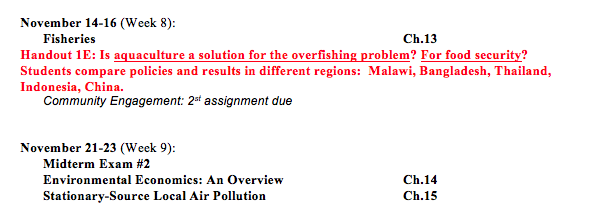 November 14-16 (Week 8):
Fisheries Ch.13
Handout 1E: Is aquaculture a solution for the overfishing problem? For food security?
Students compare policies and results in different regions: Malawi, Bangladesh, Thailand,
Indonesia, China.
Community Engagement: 2st assignment due
November 21-23 (Week 9):
Midterm Exam #2
Environmental Economics: An Overview Ch.14
Stationary-Source Local Air Pollution Ch.15